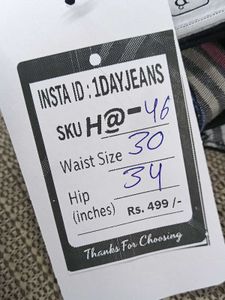 INSTA ID : 1DAYJEANS
SKU H@-46
Waist Size 30
Hip 34
(inches) Rs. 499 /-
Thanks For Choosing